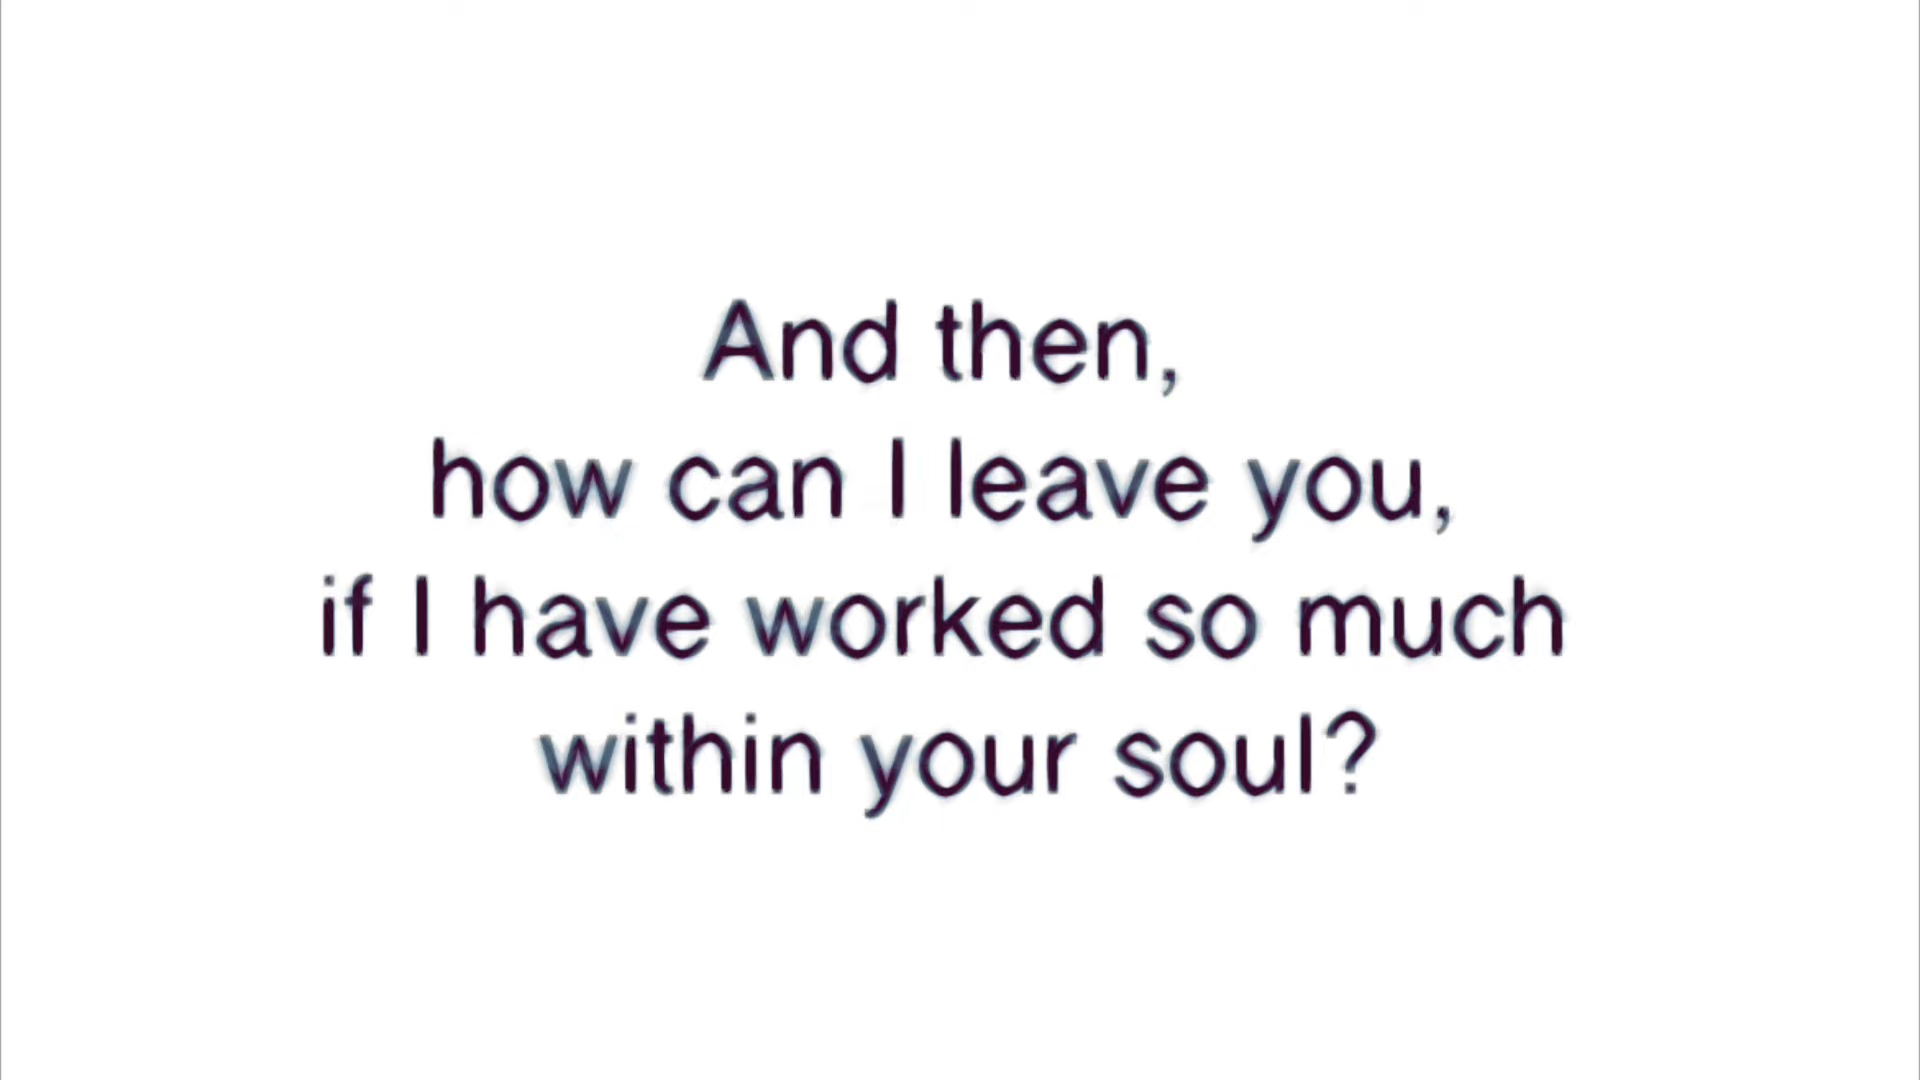 And then,
how can I leave you,
if I have worked so much
within your soul?